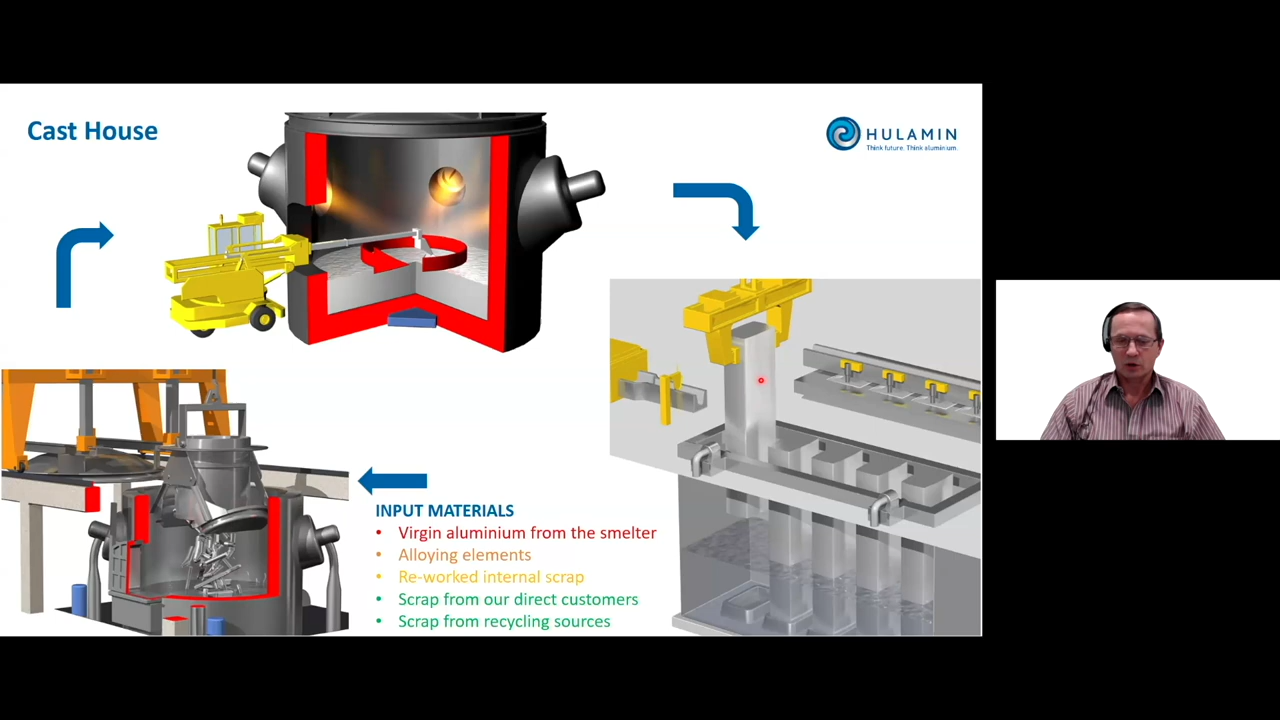 Cast House
HULAMIN
Think future. Think aluminium.
INPUT MATERIALS
• Virgin aluminium from the smelter
• Alloying elements
• Re-worked internal scrap
• Scrap from our direct customers
• Scrap from recycling sources